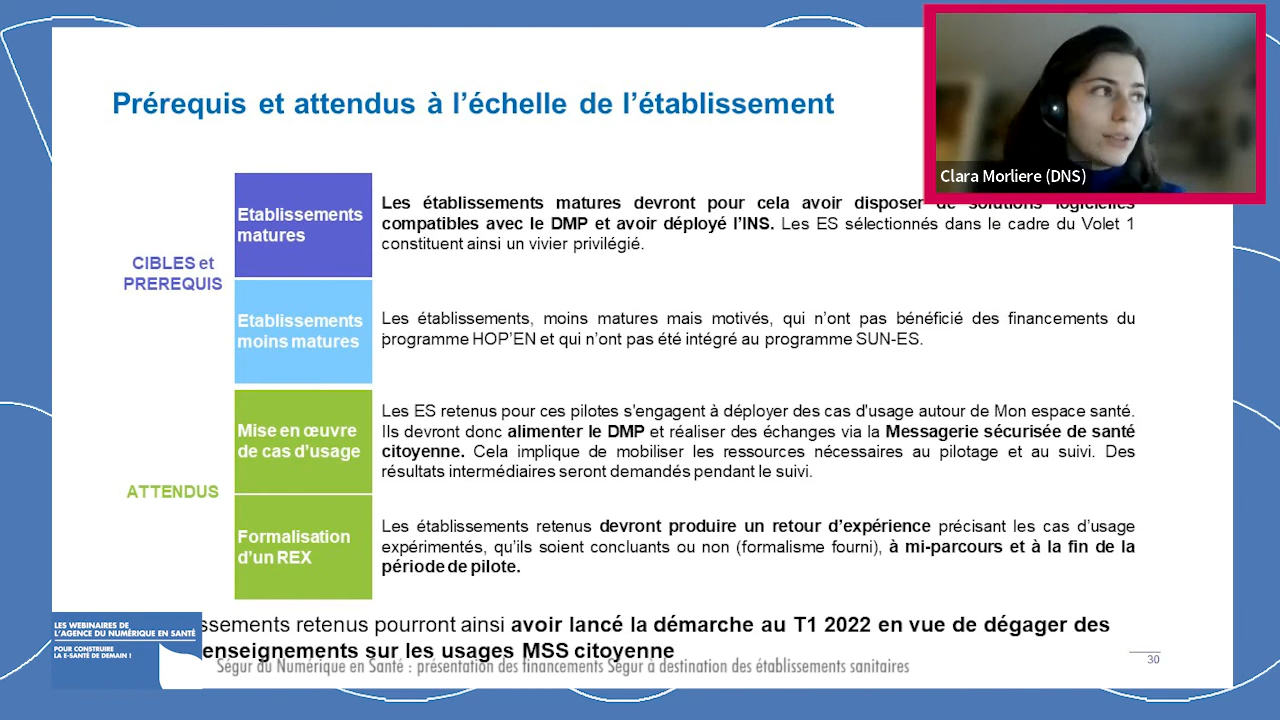 Prérequis et attendus à l'échelle de l'établissement
Clara Morliere (DNS)
CIBLES et
PREREQUIS
Etablissements
matures
Les établissements matures devront pour cela avoir disposer de solutions logicielles
compatibles avec le DMP et avoir déployé l'INS. Les ES sélectionnés dans le cadre du Volet 1
constituent ainsi un vivier privilégié.
Etablissements
moins matures
Les établissements, moins matures mais motivés, qui n'ont pas bénéficié des financements du
programme HOP'EN et qui n'ont pas été intégré au programme SUN-ES.
ATTENDUS
Mise en œuvre
de cas d'usage
Les ES retenus pour ces pilotes s'engagent à déployer des cas d'usage autour de Mon espace santé.
Ils devront donc alimenter le DMP et réaliser des échanges via la Messagerie sécurisée de santé
citoyenne. Cela implique de mobiliser les ressources nécessaires au pilotage et au suivi. Des
résultats intermédiaires seront demandés pendant le suivi.
Formalisation
d'un REX
Les établissements retenus devront produire un retour d'expérience précisant les cas d'usage
expérimentés, qu'ils soient concluants ou non (formalisme fourni), à mi-parcours et à la fin de la
période de pilote.
ssements retenus pourront ainsi avoir lancé la démarche au T1 2022 en vue de dégager des
enseignements sur les usages MSS citoyenne
LES WEBINAIRES DE
L'AGENCE DU NUMÉRIQUE EN SANTÉ
POUR CONSTRUIRE
LA E-SANTÉ DE DEMAIN !
Ségur du Numérique en Santé : présentation des financements Ségur à destination des établissements sanitaires
30